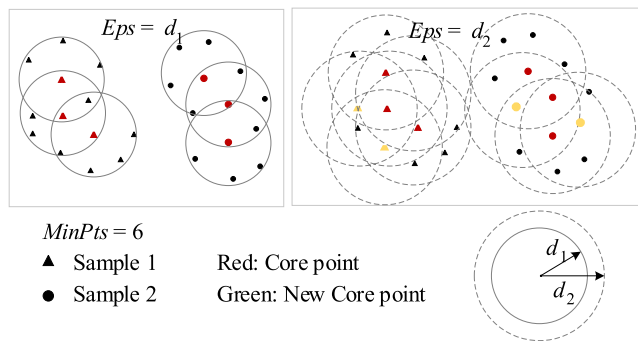 Eps = d1
Eps = d2
MinPts = 6
Sample 1 Red: Core point
Sample 2 Green: New Core point
d1
d2